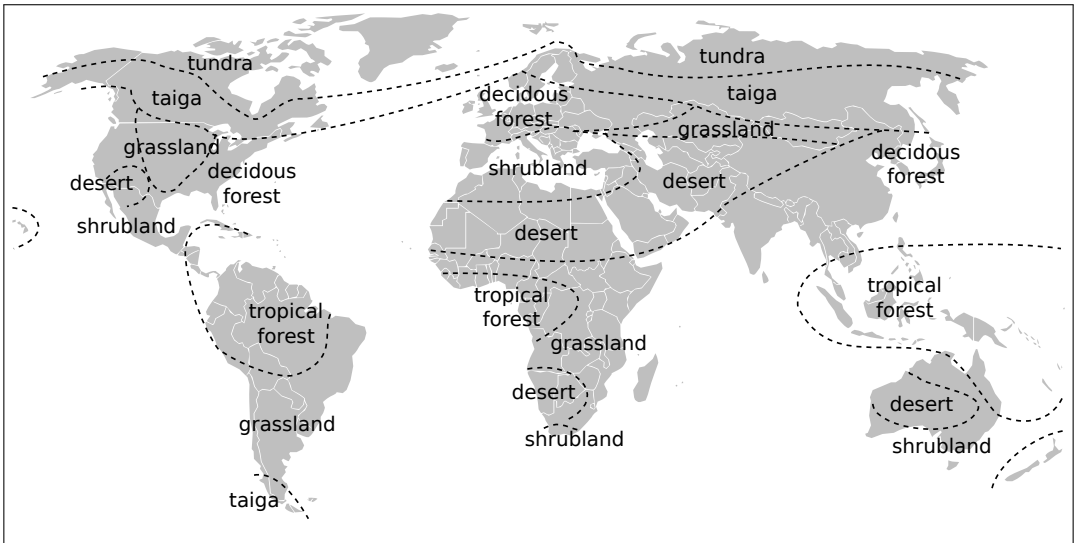 tundra
tundra
taiga
taiga
decidous
forest
grassland
grassland
decidous
forest
decidous
forest
shrubland
desert
desert
shrubland
desert
tropical
forest
tropical
forest
tropical
forest
grassland
desert
desert
grassland
shrubland
shrubland
taiga